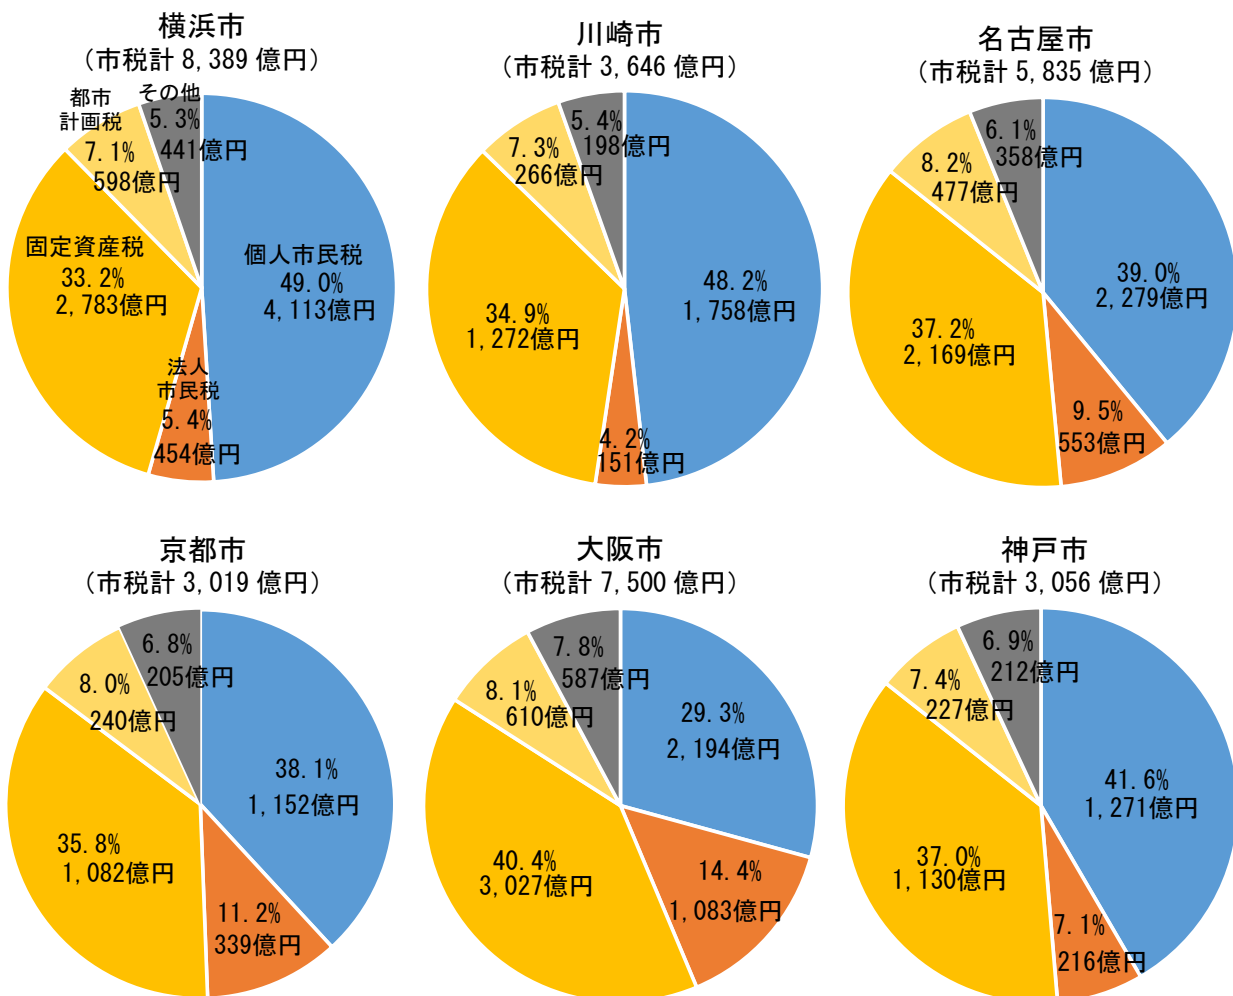 横浜市
（市税計 8,389 億円）
都市
計画税
7.1%
598億円
その他
5.3%
441億円
固定資産税
33.2%
2,783億円
個人市民税
49.0%
4,113億円
法人
市民税
5.4%
454億円
川崎市
（市税計 3,646 億円）
7.3%
266億円
5.4%
198億円
34.9%
1,272億円
48.2%
1,758億円
4.2%
151億円
名古屋市
（市税計 5,835 億円）
8.2%
477億円
6.1%
358億円
37.2%
2,169億円
39.0%
2,279億円
9.5%
553億円
京都市
（市税計 3,019 億円）
8.0%
240億円
6.8%
205億円
35.8%
1,082億円
38.1%
1,152億円
11.2%
339億円
大阪市
（市税計 7,500 億円）
8.1%
610億円
7.8%
587億円
40.4%
3,027億円
29.3%
2,194億円
14.4%
1,083億円
神戸市
（市税計 3,056 億円）
7.4%
227億円
6.9%
212億円
37.0%
1,130億円
41.6%
1,271億円
7.1%
216億円